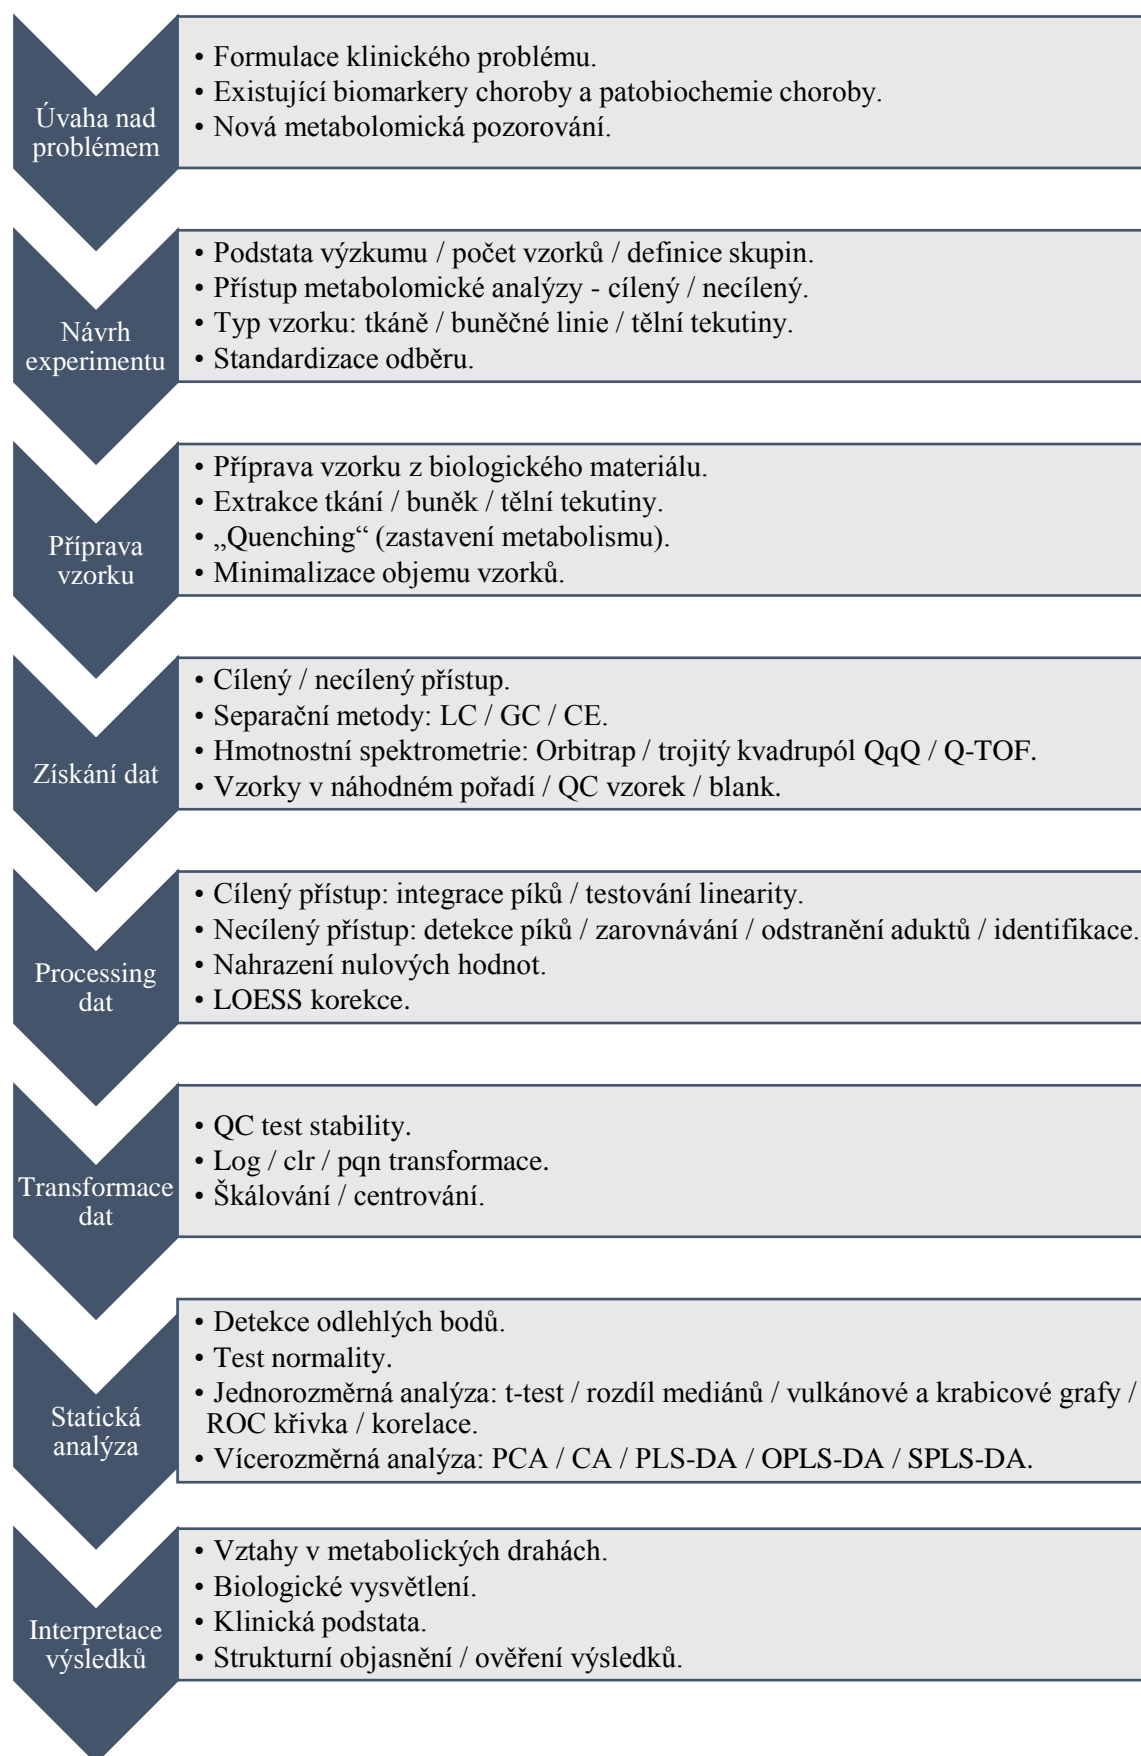 Úvaha nad
problémem
• Formulace klinického problému.
• Existující biomarkery choroby a patobiochemie choroby.
• Nová metabolomická pozorování.
Návrh
experimentu
• Podstata výzkumu / počet vzorků / definice skupin.
• Přístup metabolomické analýzy - cílený / necílený.
• Typ vzorku: tkáně / buněčné linie / tělní tekutiny.
• Standardizace odběru.
Příprava
vzorku
• Příprava vzorku z biologického materiálu.
• Extrakce tkání / buněk / tělní tekutiny.
• „Quenching“ (zastavení metabolismu).
• Minimalizace objemu vzorků.
Získání dat
• Cílený / necílený přístup.
• Separační metody: LC / GC / CE.
• Hmotnostní spektrometrie: Orbitrap / trojitý kvadrupól QqQ / Q-TOF.
• Vzorky v náhodném pořadí / QC vzorek / blank.
Processing
dat
• Cílený přístup: integrace píků / testování linearity.
• Necílený přístup: detekce píků / zarovnávání / odstranění aduktů / identifikace.
• Nahrazení nulových hodnot.
• LOESS korekce.
Transformace
dat
• QC test stability.
• Log / clr / pqn transformace.
• Škálování / centrování.
Statická
analýza
• Detekce odlehlých bodů.
• Test normality.
• Jednorozměrná analýza: t-test / rozdíl mediánů / vulkánové a krabicové grafy /
ROC křivka / korelace.
• Vícerozměrná analýza: PCA / CA / PLS-DA / OPLS-DA / SPLS-DA.
Interpretace
výsledků
• Vztahy v metabolických drahách.
• Biologické vysvětlení.
• Klinická podstata.
• Strukturní objasnění / ověření výsledků.